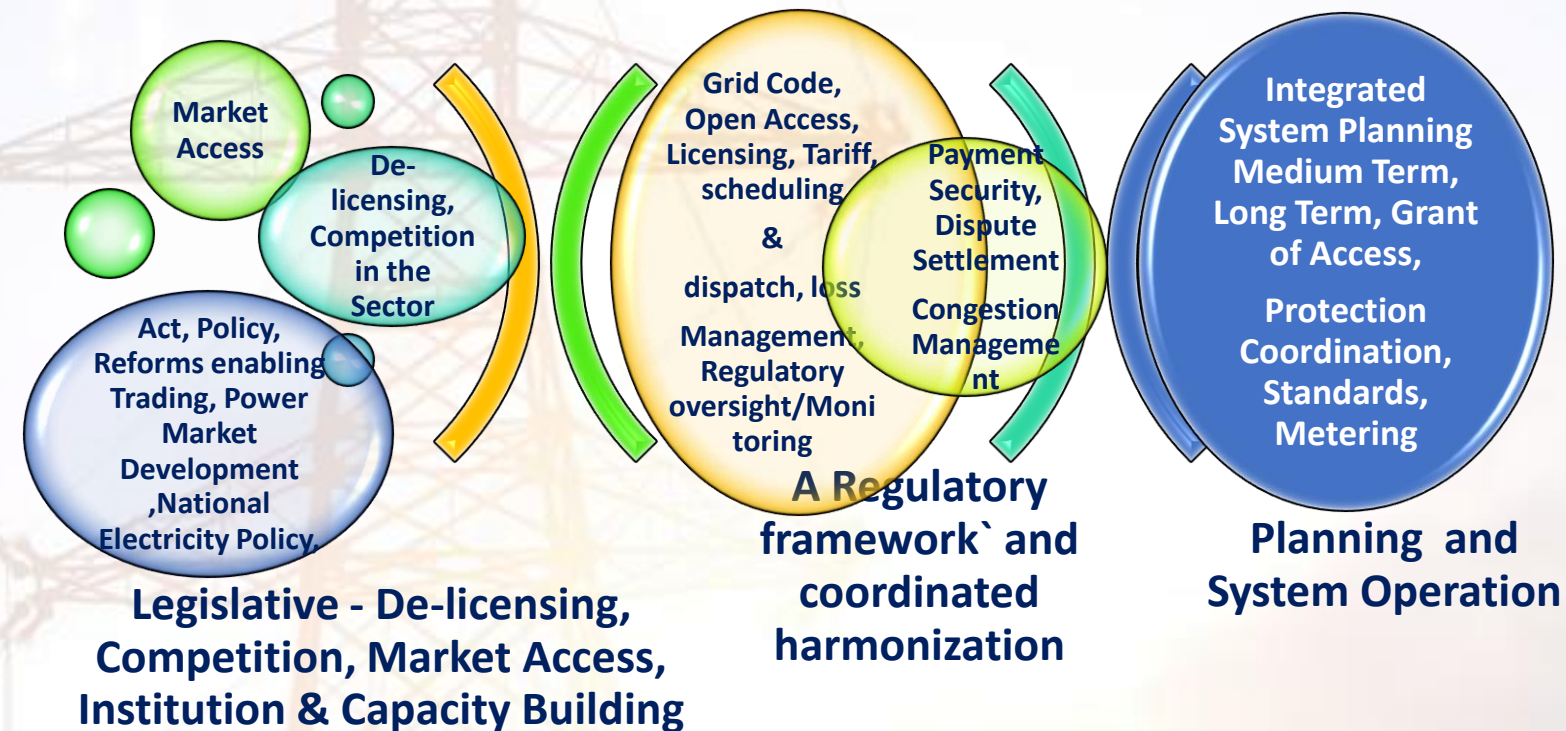 Market
Access
De-
licensing,
Competition
in the
Sector
Act, Policy,
Reforms enabling
Trading, Power
Market
Development
,National
Electricity Policy,
Legislative - De-licensing,
Competition, Market Access,
Institution & Capacity Building
Grid Code,
Open Access,
Licensing, Tariff,
scheduling
&
dispatch, loss
Management,
Regulatory
oversight/Moni
toring
Payment
Security,
Dispute
Settlement
Congestion
Manageme
nt
A Regulatory
framework` and
coordinated
harmonization
Integrated
System Planning
Medium Term,
Long Term, Grant
of Access,
Protection
Coordination,
Standards,
Metering
Planning  and
System Operation